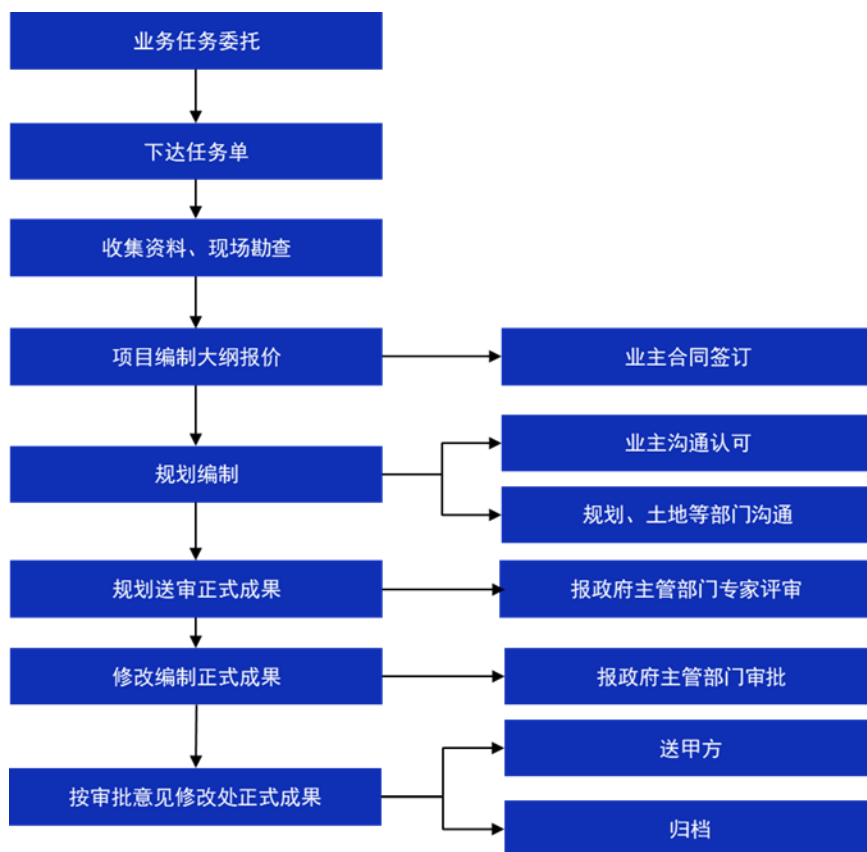 业务任务委托
下达任务单
收集资料、现场勘查
项目编制大纲报价
业主合同签订
业主沟通认可
规划编制
规划、土地等部门沟通
规划送审正式成果
报政府主管部门专家评审
修改编制正式成果
报政府主管部门审批
送甲方
按审批意见修改处正式成果
归档